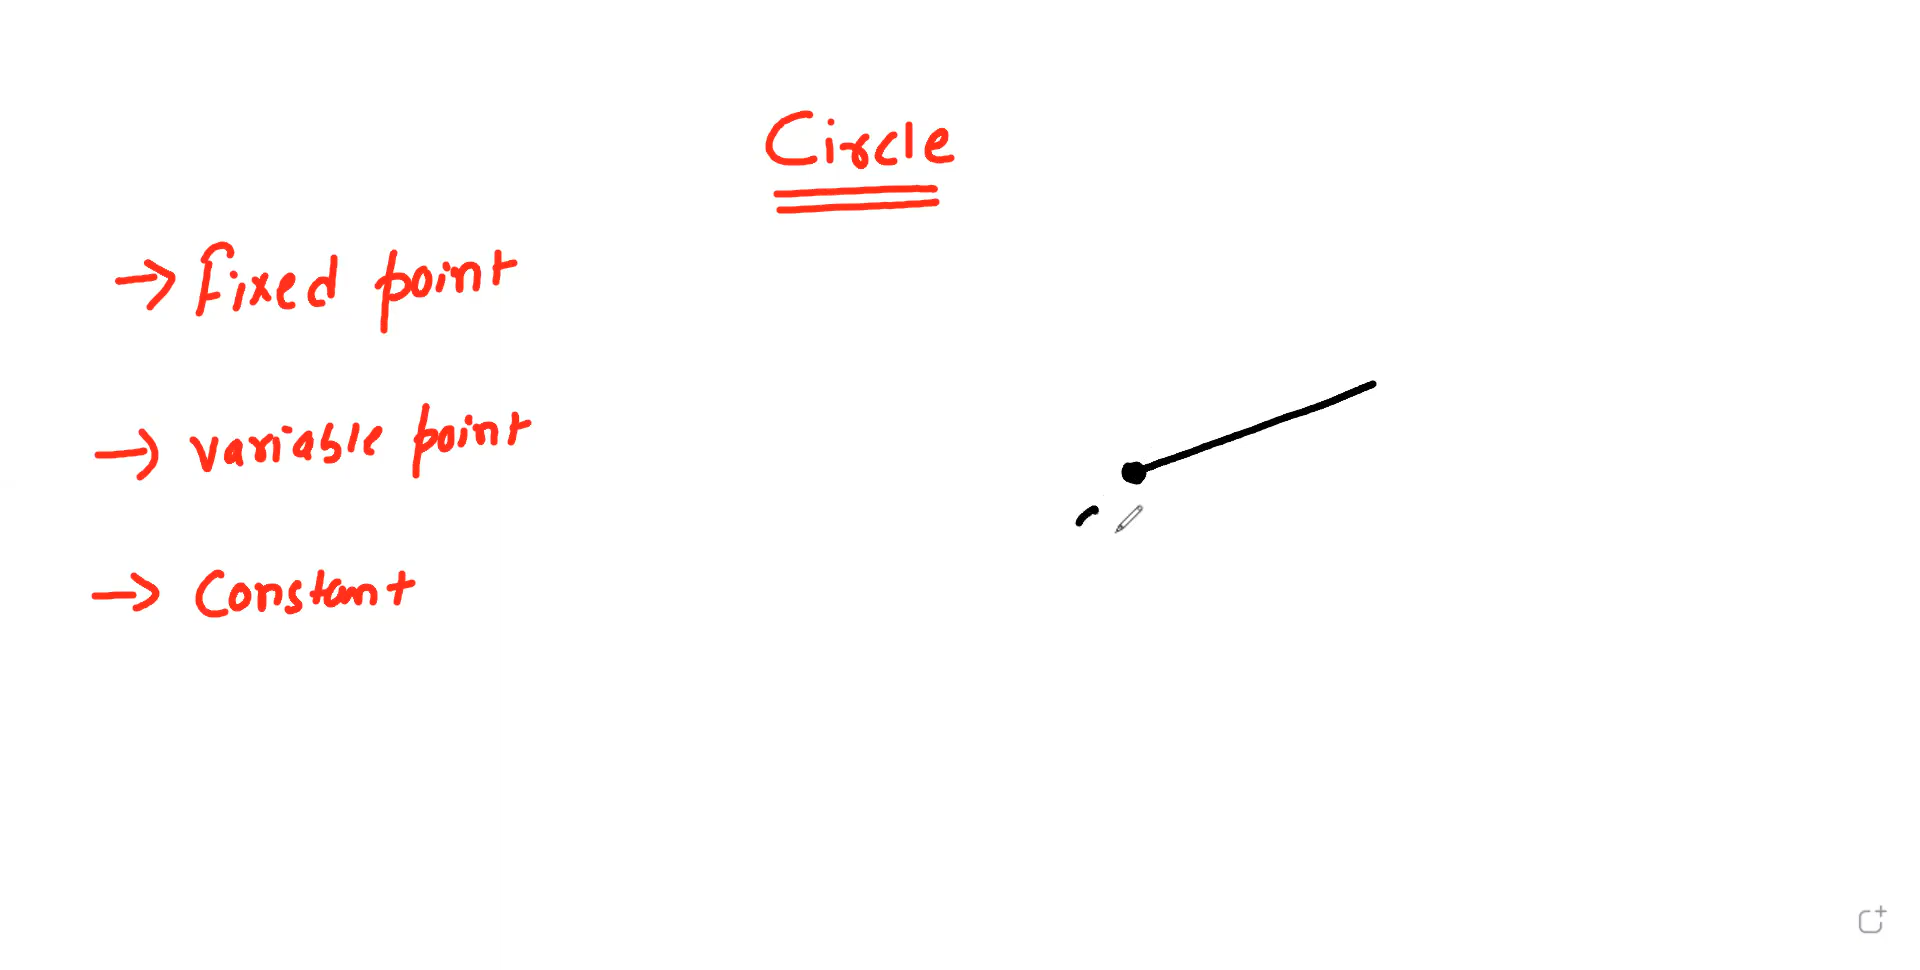 Circle
→ fixed point
→ variable point
→ Constant